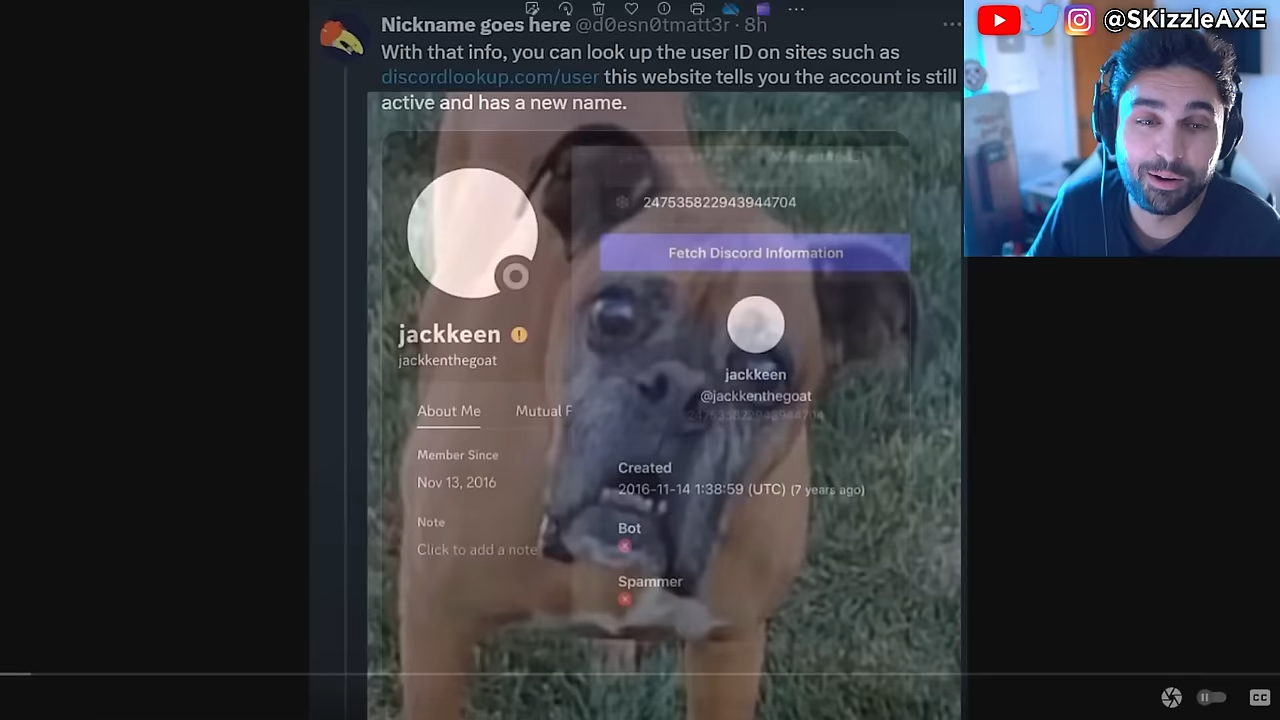 Nickname goes here @d0esn0tmatt3r · 8h
With that info, you can look up the user ID on sites such as
discordlookup.com/user this website tells you the account is still
active and has a new name.
@SKizzleAXE
247535822943944704
Fetch Discord Information
jackkeen
jackkenthegoat
jackkeen
@jackkenthegoat
247535822943944704
About Me
Mutual F
Member Since
Nov 13, 2016
Created
2016-11-14 1:38:59 (UTC) (7 years ago)
Note
Click to add a note
Bot
Spammer
CC